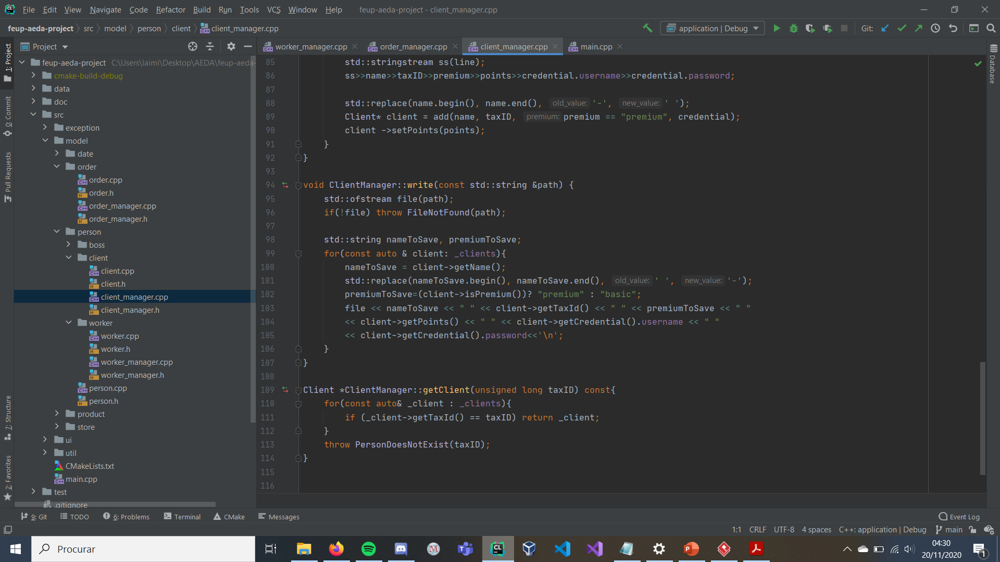 File Edit View Navigate Code Refactor Build Run Tools VCS Window Help feup-aeda-project - client_manager.cpp
feup-aeda-project src model person client client_manager.cpp application | Debug Git:
Project
worker_manager.cpp order_manager.cpp client_manager.cpp main.cpp
1: Project
0: Commit
Pull Requests
7: Structure
2: Favorites
Database
feup-aeda-project C:\Users\laimi\Desktop\AEDA\feup-aeda-
cmake-build-debug
data
doc
src
exception
model
date
order
order.cpp
order.h
order_manager.cpp
order_manager.h
person
boss
client
client.cpp
client.h
client_manager.cpp
client_manager.h
worker
worker.cpp
worker.h
worker_manager.cpp
worker_manager.h
person.cpp
person.h
product
store
ui
util
CMakeLists.txt
main.cpp
test
.gitignore
85 std::stringstream ss(line);
86 ss>>name>>taxID>>premium>>points>>credential.username>>credential.password;
87
88 std::replace(name.begin(), name.end(), old_value: '-', new_value: ' ');
89 Client* client = add(name, taxID, premium: premium == "premium", credential);
90 client ->setPoints(points);
91 }
92 }
93
94 void ClientManager::write(const std::string &path) {
95 std::ofstream file(path);
96 if(!file) throw FileNotFound(path);
97
98 std::string nameToSave, premiumToSave;
99 for(const auto & client: _clients){
100 nameToSave = client->getName();
101 std::replace(nameToSave.begin(), nameToSave.end(), old_value: ' ', new_value: '-');
102 premiumToSave=(client->isPremium())? "premium" : "basic";
103 file << nameToSave << " " << client->getTaxId() << " " << premiumToSave << " "
104 << client->getPoints() << " " << client->getCredential().username << " "
105 << client->getCredential().password<<'\n';
106 }
107 }
108
109 Client *ClientManager::getClient(unsigned long taxID) const{
110 for(const auto& _client : _clients){
111 if (_client->getTaxId() == taxID) return _client;
112 }
113 throw PersonDoesNotExist(taxID);
114 }
115
116
9: Git TODO 6: Problems Terminal CMake Messages Event Log
1:1 CRLF UTF-8 4 spaces C++: application | Debug main
Procurar
04:30
20/11/2020
1